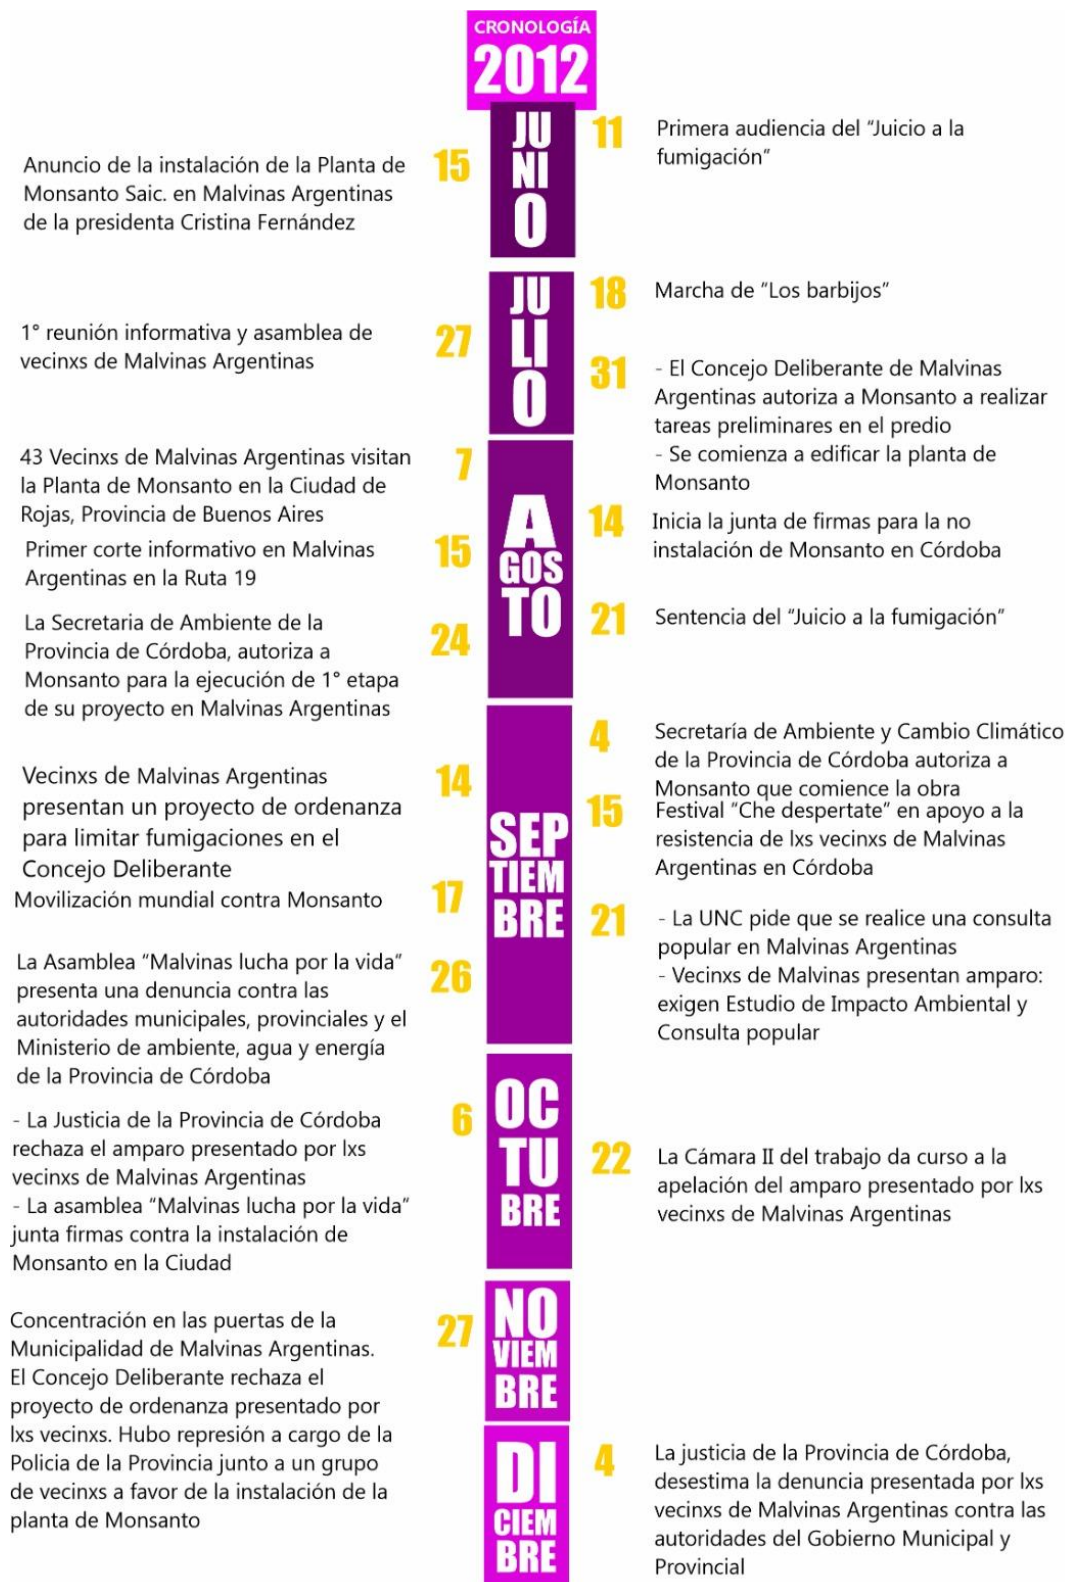 CRONOLOGÍA
2012
JU
NI
O
11
Primera audiencia del “Juicio a la
fumigación”
15
Anuncio de la instalación de la Planta de
Monsanto Saic. en Malvinas Argentinas
de la presidenta Cristina Fernández
JU
LI
O
18
Marcha de “Los barbijos”
27
1° reunión informativa y asamblea de
vecinxs de Malvinas Argentinas
31
- El Concejo Deliberante de Malvinas
Argentinas autoriza a Monsanto a realizar
tareas preliminares en el predio
- Se comienza a edificar la planta de
Monsanto
A
GOS
TO
7
43 Vecinxs de Malvinas Argentinas visitan
la Planta de Monsanto en la Ciudad de
Rojas, Provincia de Buenos Aires
14
Inicia la junta de firmas para la no
instalación de Monsanto en Córdoba
15
Primer corte informativo en Malvinas
Argentinas en la Ruta 19
21
Sentencia del “Juicio a la fumigación”
24
La Secretaria de Ambiente de la
Provincia de Córdoba, autoriza a
Monsanto para la ejecución de 1° etapa
de su proyecto en Malvinas Argentinas
SEP
TIEM
BRE
4
Secretaría de Ambiente y Cambio Climático
de la Provincia de Córdoba autoriza a
Monsanto que comience la obra
14
Vecinxs de Malvinas Argentinas
presentan un proyecto de ordenanza
para limitar fumigaciones en el
Concejo Deliberante
15
Festival “Che despertate” en apoyo a la
resistencia de lxs vecinxs de Malvinas
Argentinas en Córdoba
17
Movilización mundial contra Monsanto
21
- La UNC pide que se realice una consulta
popular en Malvinas Argentinas
- Vecinxs de Malvinas presentan amparo:
exigen Estudio de Impacto Ambiental y
Consulta popular
26
La Asamblea “Malvinas lucha por la vida”
presenta una denuncia contra las
autoridades municipales, provinciales y el
Ministerio de ambiente, agua y energía
de la Provincia de Córdoba
OC
TU
BRE
6
- La Justicia de la Provincia de Córdoba
rechaza el amparo presentado por lxs
vecinxs de Malvinas Argentinas
- La asamblea “Malvinas lucha por la vida”
junta firmas contra la instalación de
Monsanto en la Ciudad
22
La Cámara II del trabajo da curso a la
apelación del amparo presentado por lxs
vecinxs de Malvinas Argentinas
NO
VIEM
BRE
27
Concentración en las puertas de la
Municipalidad de Malvinas Argentinas.
El Concejo Deliberante rechaza el
proyecto de ordenanza presentado por
lxs vecinxs. Hubo represión a cargo de la
Policia de la Provincia junto a un grupo
de vecinxs a favor de la instalación de la
planta de Monsanto
DI
CIEM
BRE
4
La justicia de la Provincia de Córdoba,
desestima la denuncia presentada por lxs
vecinxs de Malvinas Argentinas contra las
autoridades del Gobierno Municipal y
Provincial